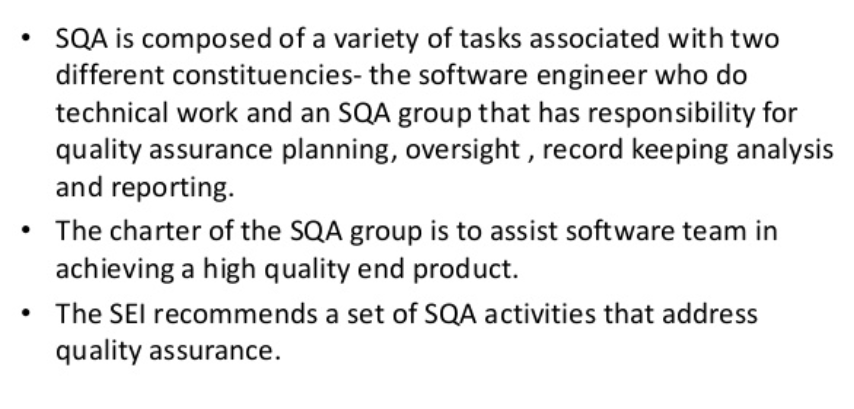 • SQA is composed of a variety of tasks associated with two
different constituencies- the software engineer who do
technical work and an SQA group that has responsibility for
quality assurance planning, oversight , record keeping analysis
and reporting.
• The charter of the SQA group is to assist software team in
achieving a high quality end product.
• The SEI recommends a set of SQA activities that address
quality assurance.